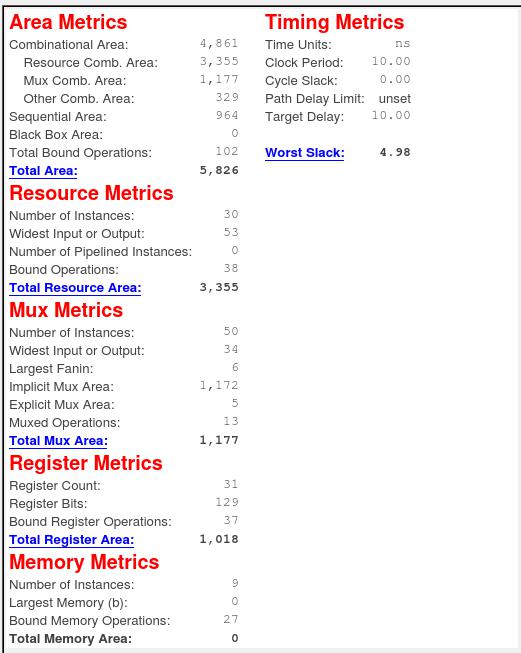 Area Metrics
Combinational Area: 4,861
Resource Comb. Area: 3,355
Mux Comb. Area: 1,177
Other Comb. Area: 329
Sequential Area: 964
Black Box Area: 0
Total Bound Operations: 102
Total Area: 5,826
Resource Metrics
Number of Instances: 30
Widest Input or Output: 53
Number of Pipelined Instances: 0
Bound Operations: 38
Total Resource Area: 3,355
Mux Metrics
Number of Instances: 50
Widest Input or Output: 34
Largest Fanin: 6
Implicit Mux Area: 1,172
Explicit Mux Area: 5
Muxed Operations: 13
Total Mux Area: 1,177
Register Metrics
Register Count: 31
Register Bits: 129
Bound Register Operations: 37
Total Register Area: 1,018
Memory Metrics
Number of Instances: 9
Largest Memory (b): 0
Bound Memory Operations: 27
Total Memory Area: 0
Timing Metrics
Time Units: ns
Clock Period: 10.00
Cycle Slack: 0.00
Path Delay Limit: unset
Target Delay: 10.00
Worst Slack: 4.98